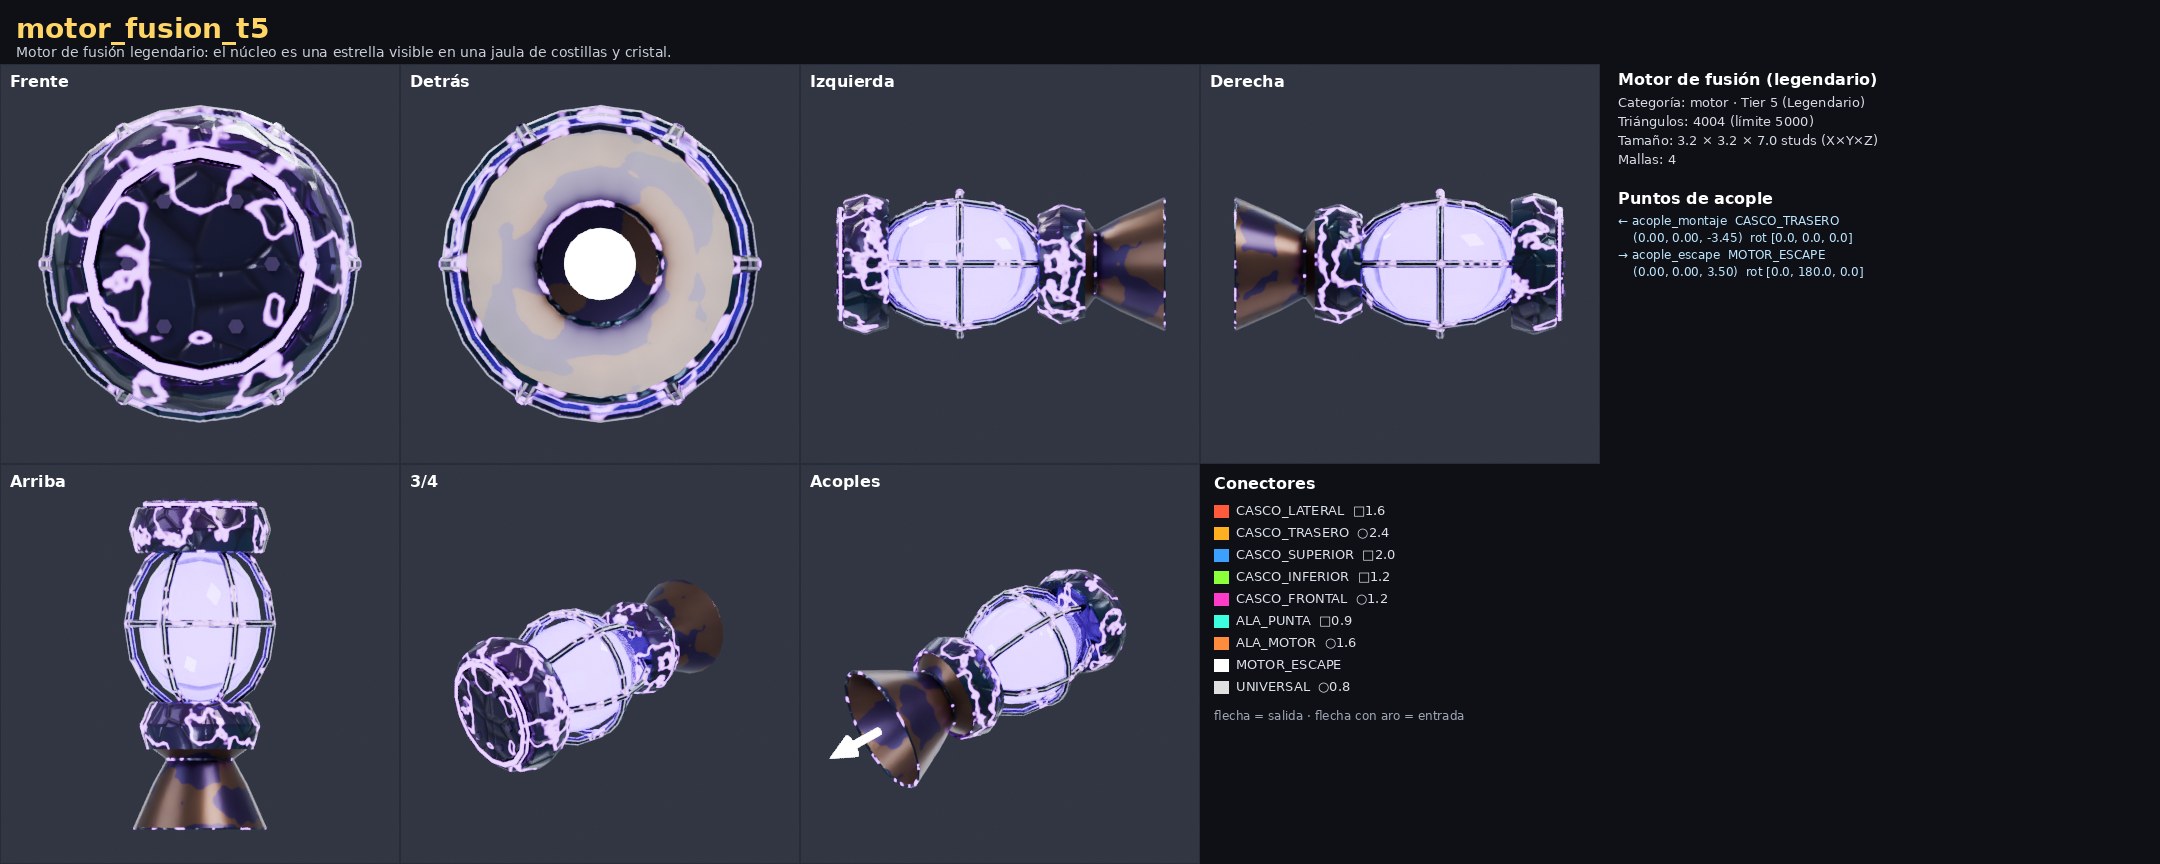 motor_fusion_t5
Motor de fusión legendario: el núcleo es una estrella visible en una jaula de costillas y cristal.
Frente
Detrás
Izquierda
Derecha
Motor de fusión (legendario)
Categoría: motor · Tier 5 (Legendario)
Triángulos: 4004 (límite 5000)
Tamaño: 3.2 × 3.2 × 7.0 studs (X×Y×Z)
Mallas: 4
Puntos de acople
← acople_montaje  CASCO_TRASERO
(0.00, 0.00, -3.45)  rot [0.0, 0.0, 0.0]
→ acople_escape  MOTOR_ESCAPE
(0.00, 0.00, 3.50)  rot [0.0, 180.0, 0.0]
Arriba
3/4
Acoples
Conectores
CASCO_LATERAL  □1.6
CASCO_TRASERO  ○2.4
CASCO_SUPERIOR  □2.0
CASCO_INFERIOR  □1.2
CASCO_FRONTAL  ○1.2
ALA_PUNTA  □0.9
ALA_MOTOR  ○1.6
MOTOR_ESCAPE
UNIVERSAL  ○0.8
flecha = salida · flecha con aro = entrada